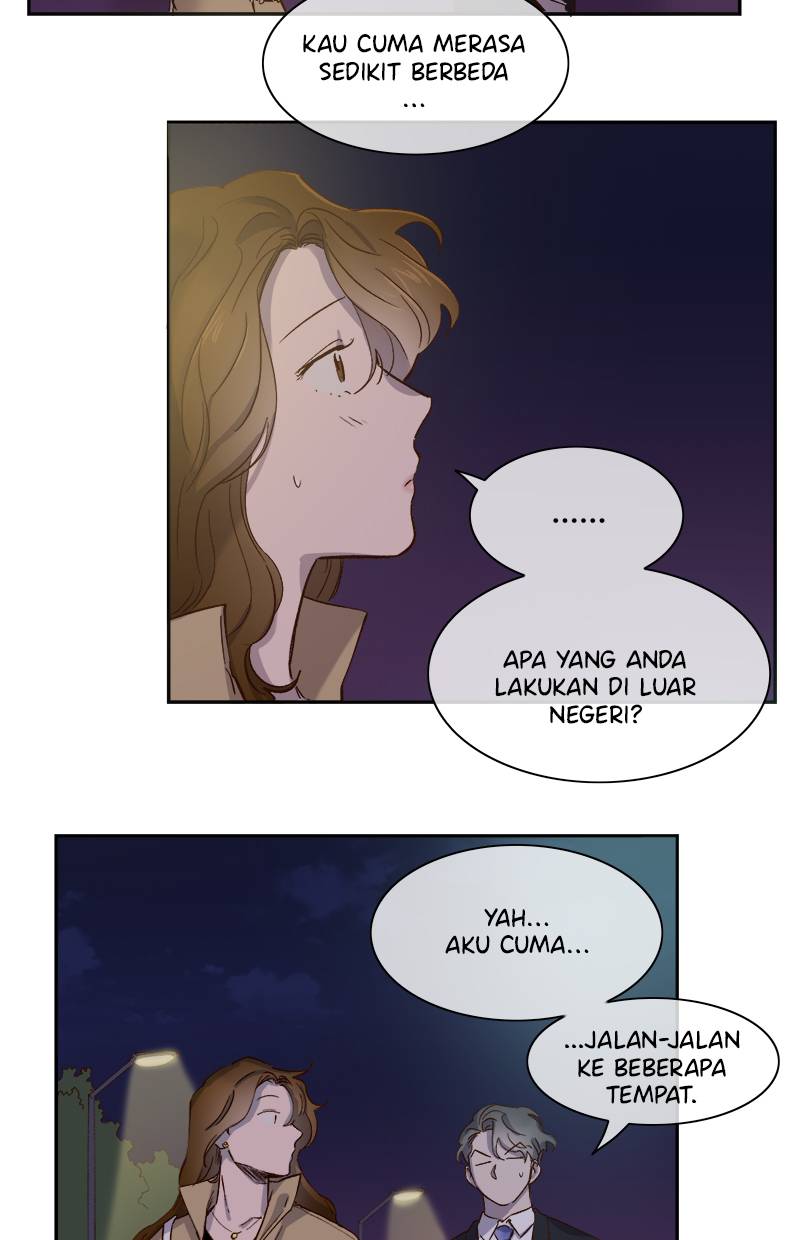 KAU CUMA MERASA
SEDIKIT BERBEDA
...
......
APA YANG ANDA
LAKUKAN DI LUAR
NEGERI?
YAH...
AKU CUMA...
...JALAN-JALAN
KE BEBERAPA
TEMPAT.